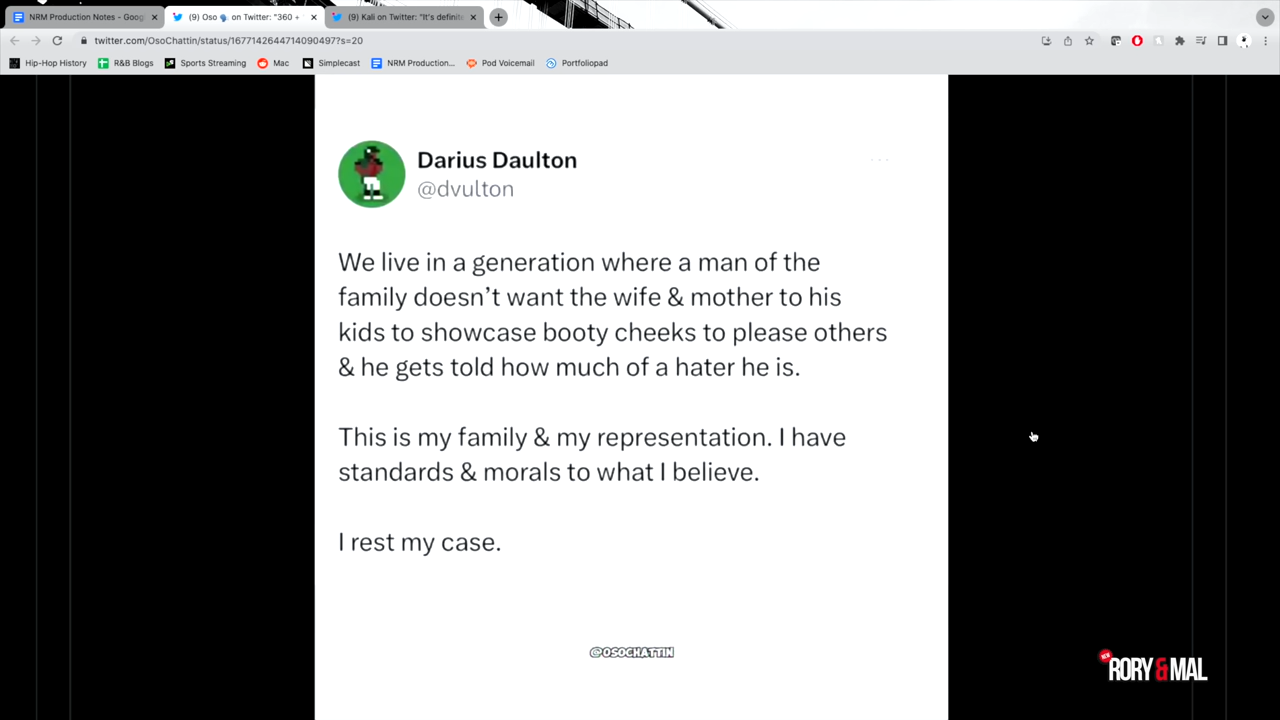 NRM Production Notes - Goog
(9) Oso on Twitter: "360 +
(9) Kali on Twitter: "It's definite
twitter.com/OsoChattin/status/1677142644714090497?s=20
Hip-Hop History
R&B Blogs
Sports Streaming
Mac
Simplecast
NRM Production...
Pod Voicemail
Portfoliopad
Darius Daulton
@dvulton
We live in a generation where a man of the
family doesn't want the wife & mother to his
kids to showcase booty cheeks to please others
& he gets told how much of a hater he is.
This is my family & my representation. I have
standards & morals to what I believe.
I rest my case.
@OSOCHATTIN
NEW
RORY & MAL